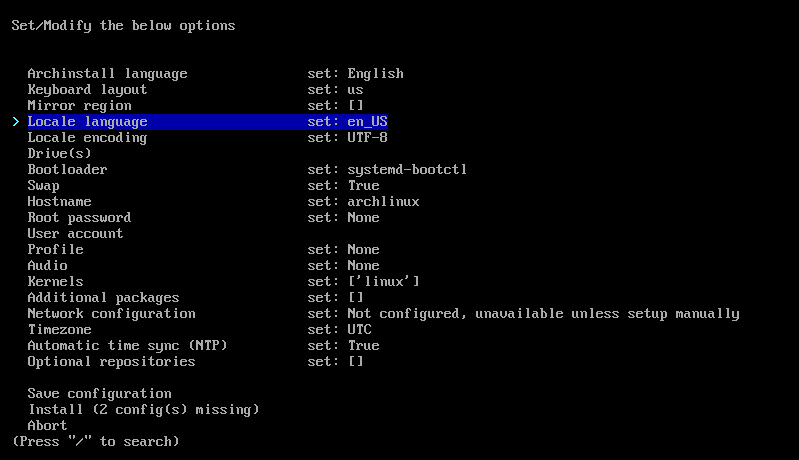 Set/Modify the below options
Archinstall language set: English
Keyboard layout set: us
Mirror region set: []
> Locale language set: en_US
Locale encoding set: UTF-8
Drive(s)
Bootloader set: systemd-bootctl
Swap set: True
Hostname set: archlinux
Root password set: None
User account
Profile set: None
Audio set: None
Kernels set: ['linux']
Additional packages set: []
Network configuration set: Not configured, unavailable unless setup manually
Timezone set: UTC
Automatic time sync (NTP) set: True
Optional repositories set: []
Save configuration
Install (2 config(s) missing)
Abort
(Press "/" to search)